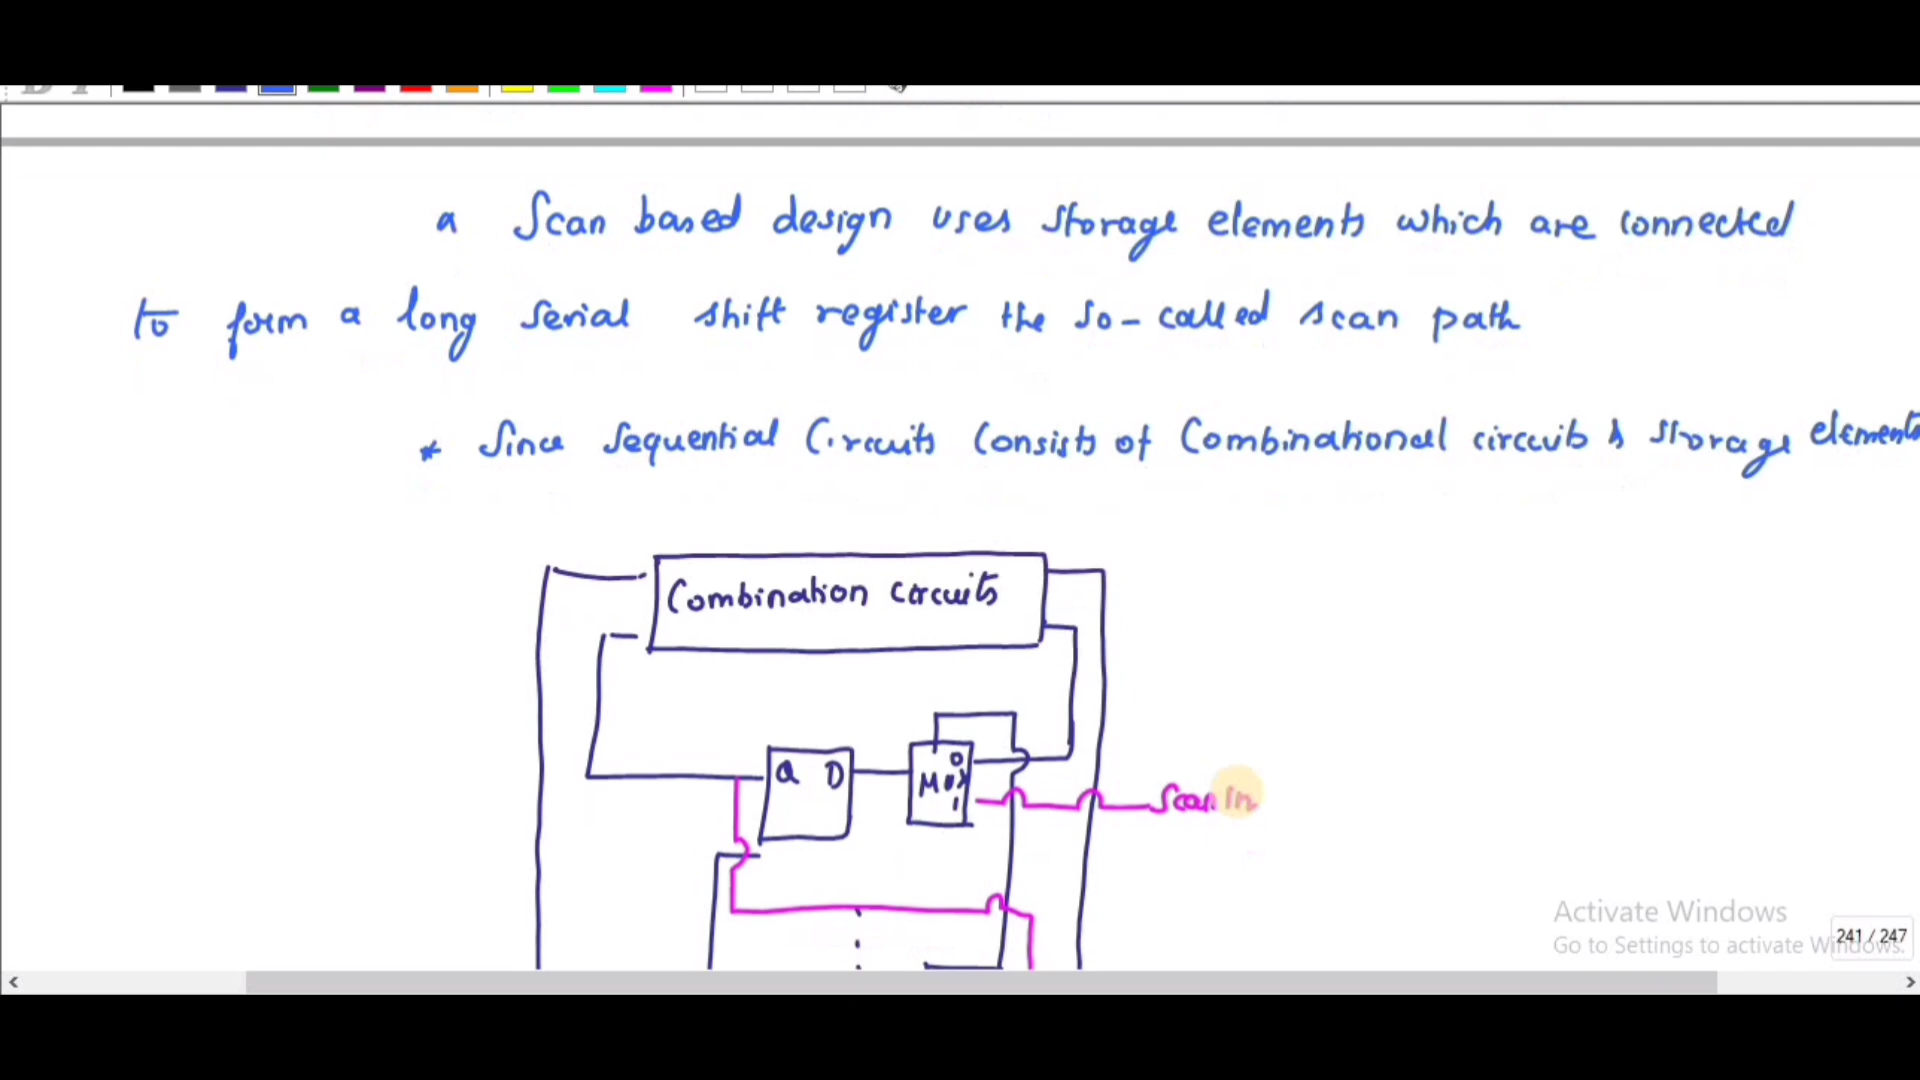 a Scan based design uses storage elements which are connected
to form a long serial shift register the so-called scan path
* Since Sequential Circuits Consists of Combinational circuits & storage elements
Combination circuits
Q D
MUX
0
1
Scan in
Activate Windows
Go to Settings to activate Windows.
241 / 247